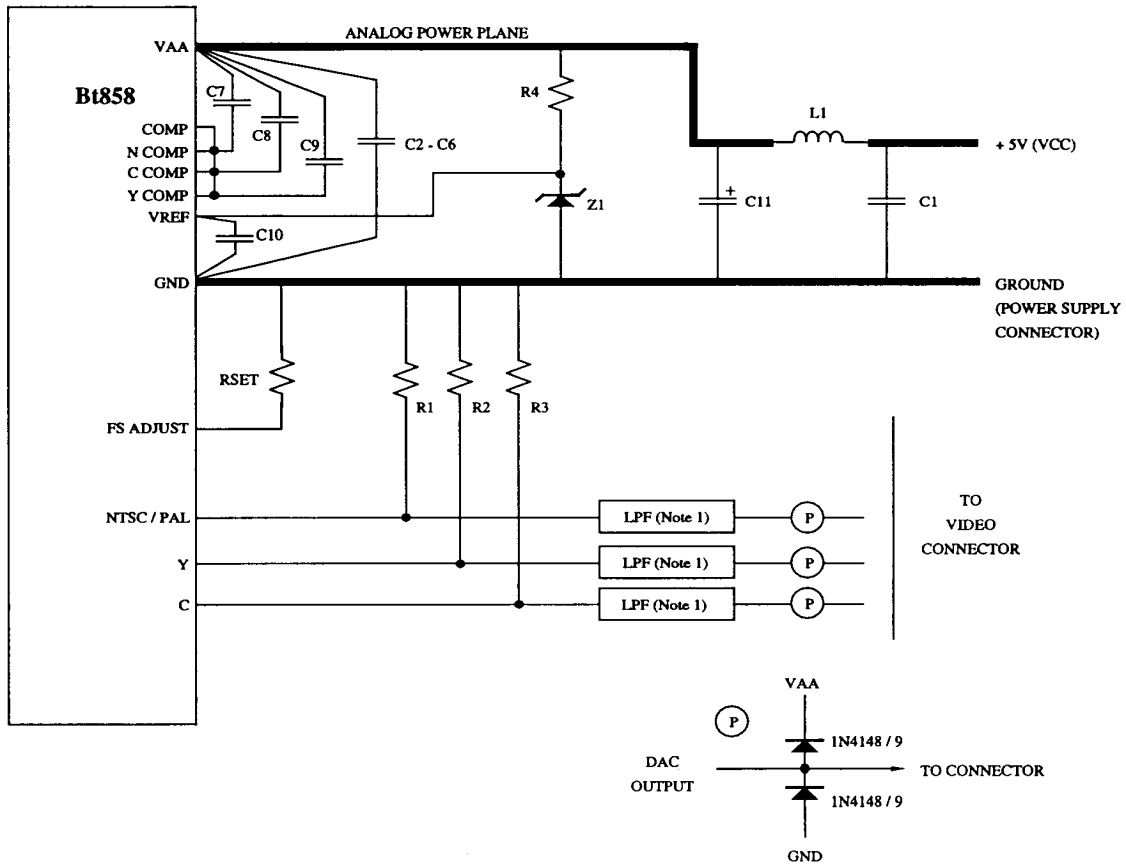 ANALOG POWER PLANE
VAA
Bt858
C7
C8
C9
C2 - C6
R4
L1
+ 5V (VCC)
COMP
N COMP
C COMP
Y COMP
VREF
C10
Z1
+
C11
C1
GND
GROUND
(POWER SUPPLY
CONNECTOR)
RSET
R1
R2
R3
FS ADJUST
NTSC / PAL
LPF (Note 1)
P
Y
LPF (Note 1)
P
C
LPF (Note 1)
P
TO
VIDEO
CONNECTOR
VAA
P
1N4148 / 9
DAC
OUTPUT
TO CONNECTOR
1N4148 / 9
GND